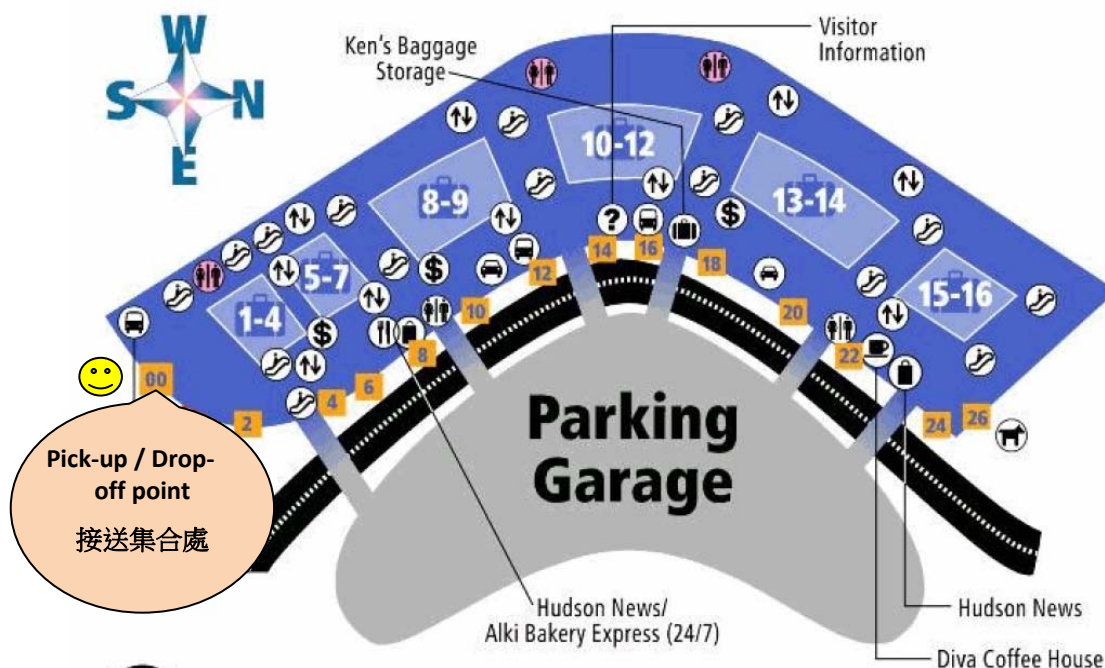 W
S
N
E
Ken's Baggage
Storage
Visitor
Information
10-12
8-9
13-14
5-7
15-16
1-4
00
2
4
6
8
10
12
14
16
18
20
22
24
26
?
$
$
$
Parking
Garage
Pick-up / Drop-
off point
接送集合處
Hudson News/
Alki Bakery Express (24/7)
Hudson News
Diva Coffee House